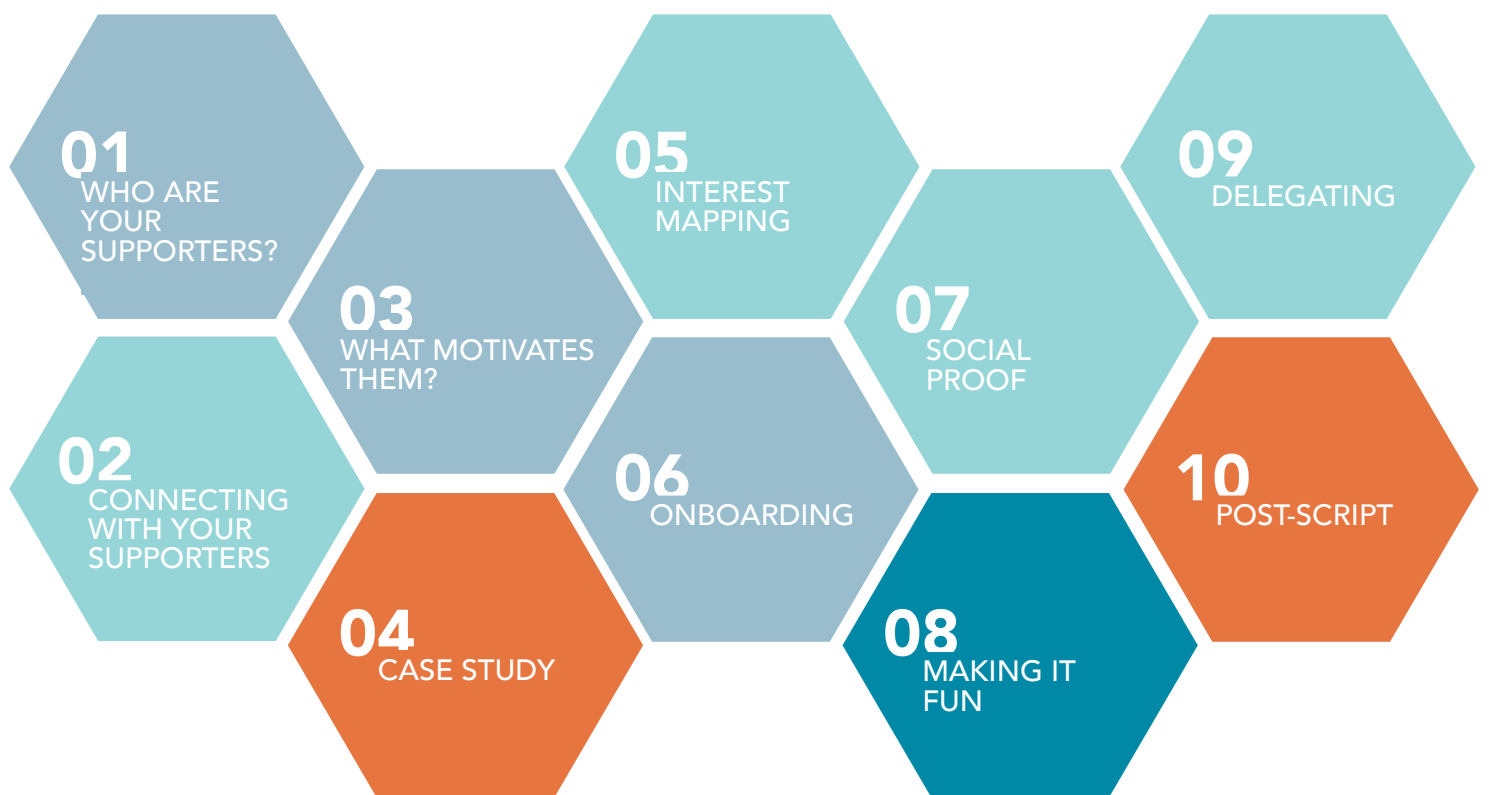 01
WHO ARE
YOUR
SUPPORTERS?
02
CONNECTING
WITH YOUR
SUPPORTERS
03
WHAT MOTIVATES
THEM?
04
CASE STUDY
05
INTEREST
MAPPING
06
ONBOARDING
07
SOCIAL
PROOF
08
MAKING IT
FUN
09
DELEGATING
10
POST-SCRIPT